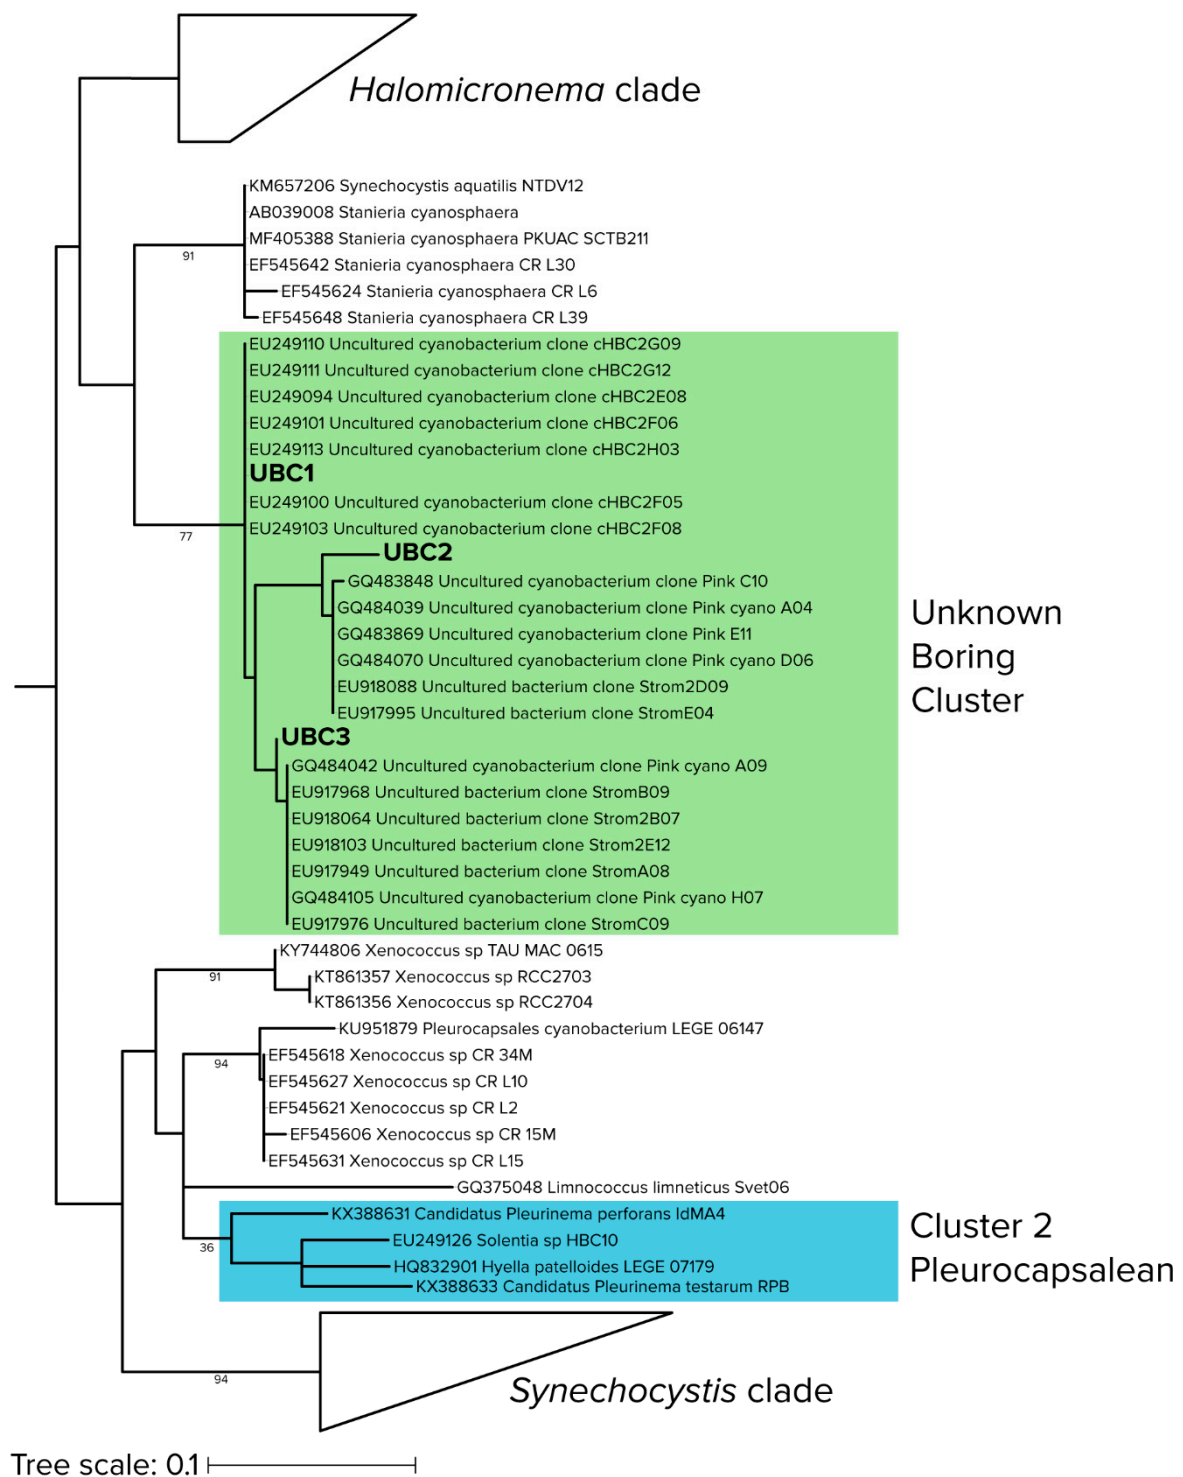 Halomicronema clade
KM657206 Synechocystis aquatilis NTDV12
AB039008 Stanieria cyanosphaera
91
MF405388 Stanieria cyanosphaera PKUAC SCTB211
EF545642 Stanieria cyanosphaera CR L30
EF545624 Stanieria cyanosphaera CR L6
EF545648 Stanieria cyanosphaera CR L39
EU249110 Uncultured cyanobacterium clone cHBC2G09
EU249111 Uncultured cyanobacterium clone cHBC2G12
EU249094 Uncultured cyanobacterium clone cHBC2E08
EU249101 Uncultured cyanobacterium clone cHBC2F06
EU249113 Uncultured cyanobacterium clone cHBC2H03
UBC1
EU249100 Uncultured cyanobacterium clone cHBC2F05
EU249103 Uncultured cyanobacterium clone cHBC2F08
77
UBC2
GQ483848 Uncultured cyanobacterium clone Pink C10
GQ484039 Uncultured cyanobacterium clone Pink cyano A04
GQ483869 Uncultured cyanobacterium clone Pink E11
GQ484070 Uncultured cyanobacterium clone Pink cyano D06
EU918088 Uncultured bacterium clone Strom2D09
EU917995 Uncultured bacterium clone StromE04
Unknown
Boring
Cluster
UBC3
GQ484042 Uncultured cyanobacterium clone Pink cyano A09
EU917968 Uncultured bacterium clone StromB09
EU918064 Uncultured bacterium clone Strom2B07
EU918103 Uncultured bacterium clone Strom2E12
EU917949 Uncultured bacterium clone StromA08
GQ484105 Uncultured cyanobacterium clone Pink cyano H07
EU917976 Uncultured bacterium clone StromC09
KY744806 Xenococcus sp TAU MAC 0615
91
KT861357 Xenococcus sp RCC2703
KT861356 Xenococcus sp RCC2704
KU951879 Pleurocapsales cyanobacterium LEGE 06147
94
EF545618 Xenococcus sp CR 34M
EF545627 Xenococcus sp CR L10
EF545621 Xenococcus sp CR L2
EF545606 Xenococcus sp CR 15M
EF545631 Xenococcus sp CR L15
GQ375048 Limnococcus limneticus Svet06
KX388631 Candidatus Pleurinema perforans IdMA4
36
EU249126 Solentia sp HBC10
HQ832901 Hyella patelloides LEGE 07179
KX388633 Candidatus Pleurinema testarum RPB
Cluster 2
Pleurocapsalean
94
Synechocystis clade
Tree scale: 0.1